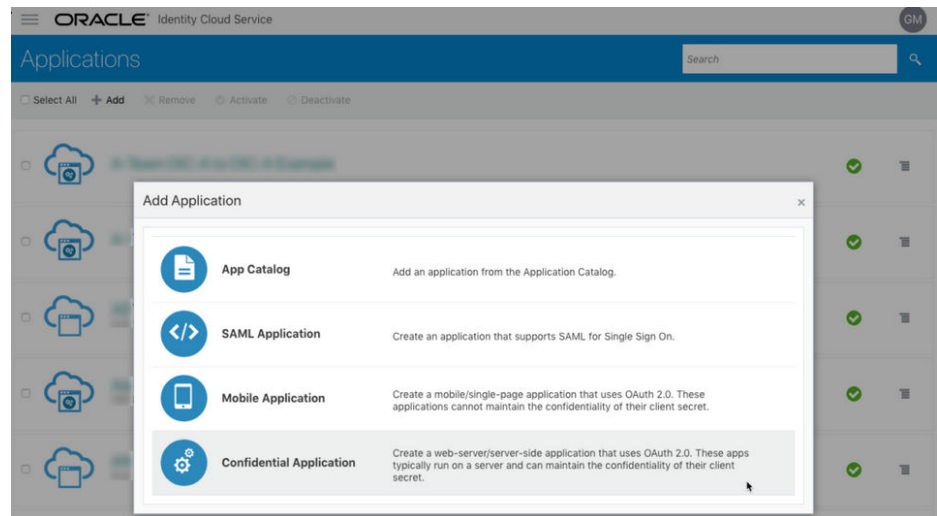 ORACLE® Identity Cloud Service
GM
Applications
Search
Select All Add Remove Activate Deactivate
Add Application
App Catalog
Add an application from the Application Catalog.
SAML Application
Create an application that supports SAML for Single Sign On.
Mobile Application
Create a mobile/single-page application that uses OAuth 2.0. These
applications cannot maintain the confidentiality of their client secret.
Confidential Application
Create a web-server/server-side application that uses OAuth 2.0. These apps
typically run on a server and can maintain the confidentiality of their client
secret.